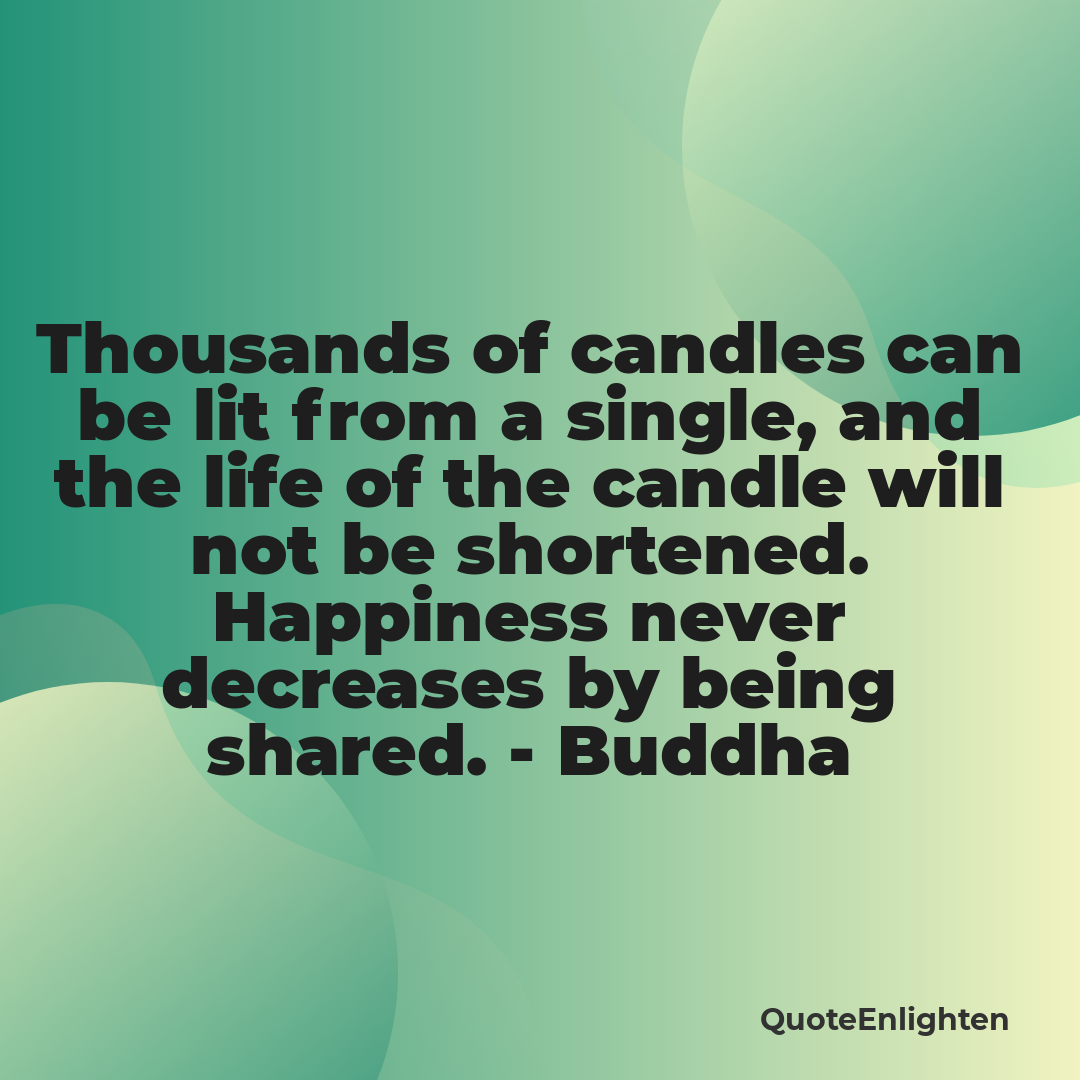 Thousands of candles can
be lit from a single, and
the life of the candle will
not be shortened.
Happiness never
decreases by being
shared. - Buddha
QuoteEnlighten